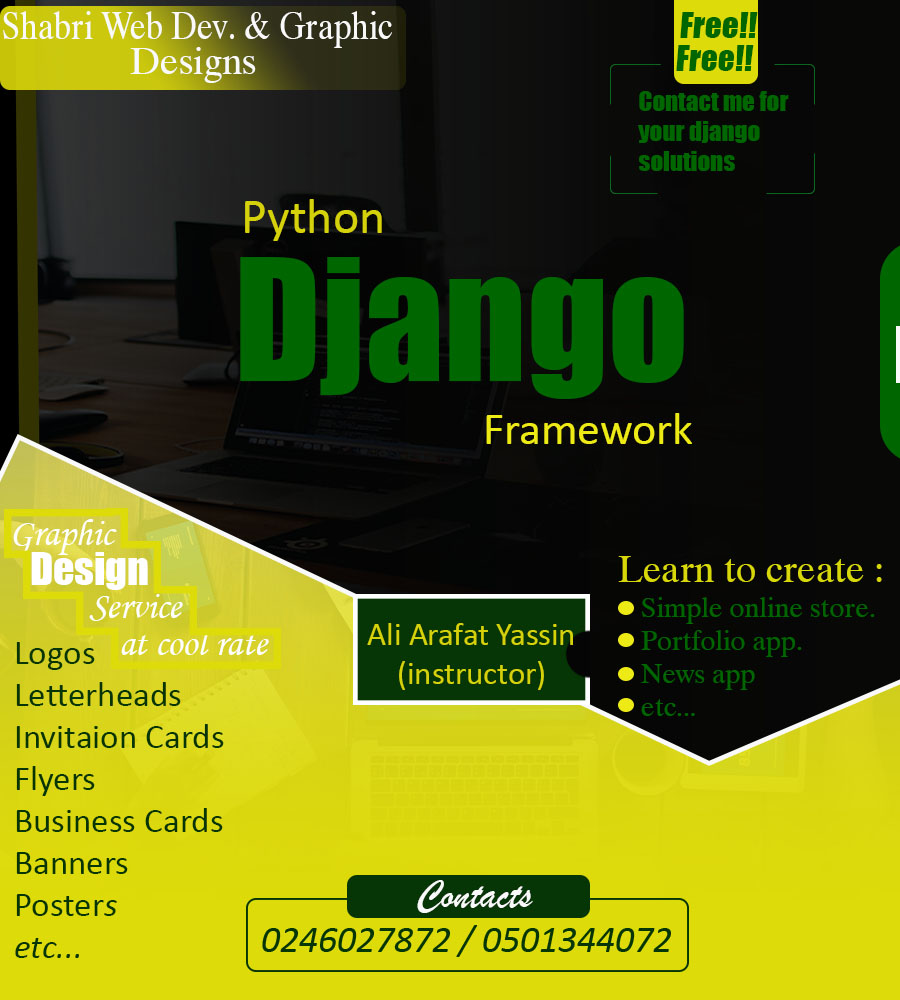 Shabri Web Dev. & Graphic
Designs
Free!!
Free!!
Contact me for
your django
solutions
Python
Django
Framework
Graphic
Design
Service
at cool rate
Logos
Letterheads
Invitaion Cards
Flyers
Business Cards
Banners
Posters
etc...
Ali Arafat Yassin
(instructor)
Learn to create :
Simple online store.
Portfolio app.
News app
etc...
Contacts
0246027872 / 0501344072